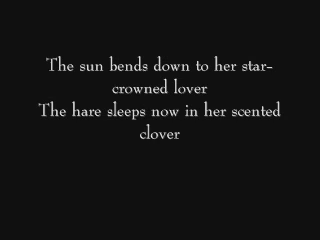 The sun bends down to her star-
crowned lover
The hare sleeps now in her scented
clover